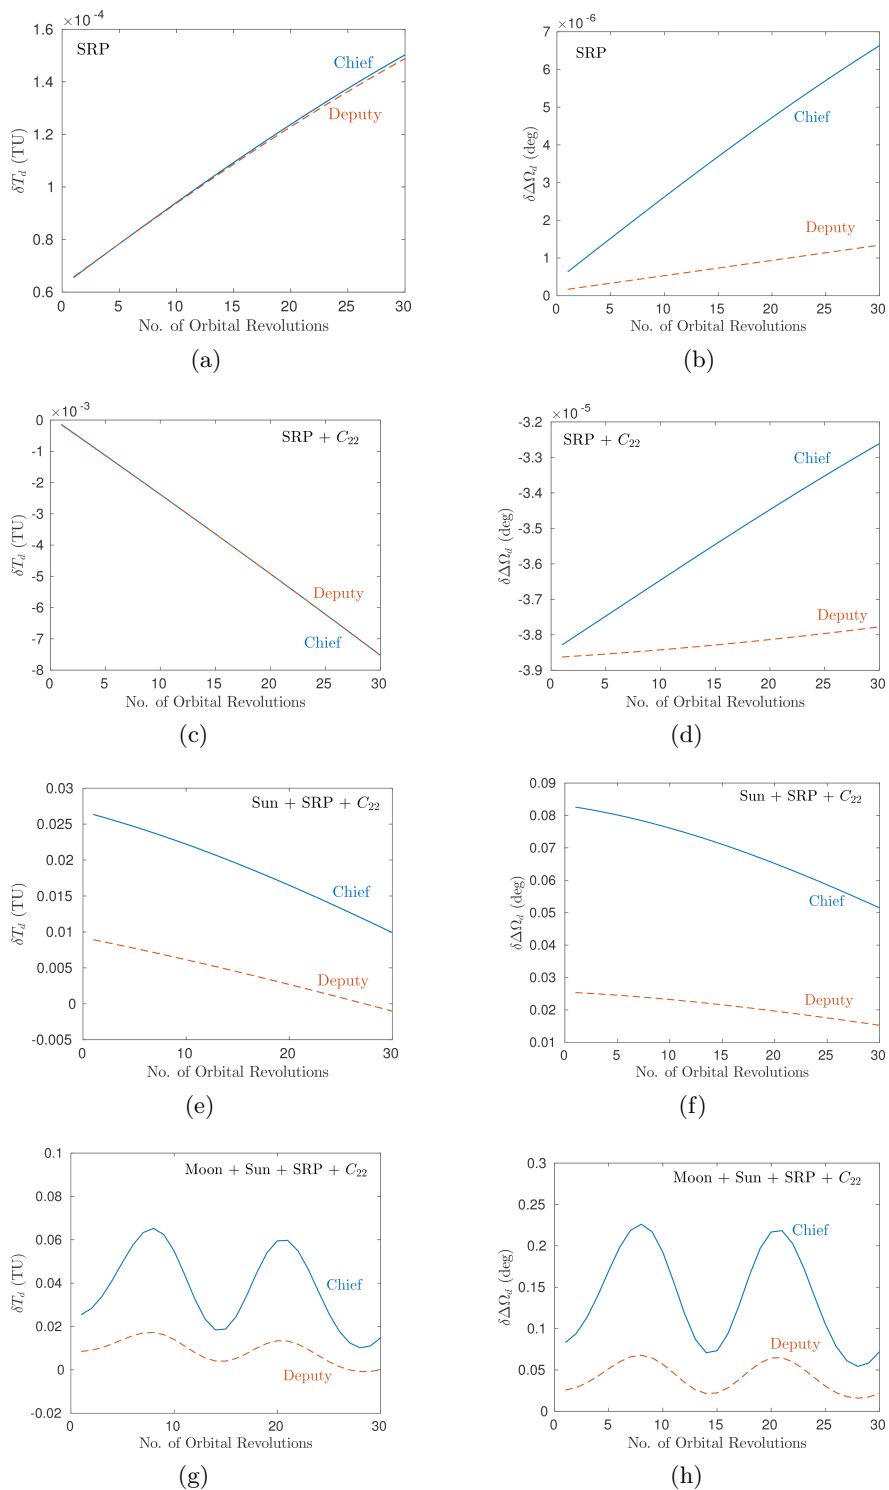 ×10⁻⁴
1.6
SRP
Chief
1.4
Deputy
1.2
δT_d (TU)
1
0.8
0.6
0 5 10 15 20 25 30
No. of Orbital Revolutions
(a)
×10⁻⁶
7
SRP
6
5
Chief
4
δΔΩ_d (deg)
3
2
Deputy
1
0
0 5 10 15 20 25 30
No. of Orbital Revolutions
(b)
×10⁻³
0
SRP + C₂₂
-1
-2
-3
δT_d (TU)
-4
-5
Deputy
-6
Chief
-7
-8
0 5 10 15 20 25 30
No. of Orbital Revolutions
(c)
×10⁻⁵
-3.2
SRP + C₂₂
-3.3
Chief
-3.4
-3.5
δΔΩ_d (deg)
-3.6
-3.7
Deputy
-3.8
-3.9
0 5 10 15 20 25 30
No. of Orbital Revolutions
(d)
0.03
Sun + SRP + C₂₂
0.025
0.02
Chief
0.015
δT_d (TU)
0.01
0.005
Deputy
0
-0.005
0 10 20 30
No. of Orbital Revolutions
(e)
0.09
Sun + SRP + C₂₂
0.08
0.07
0.06
Chief
0.05
δΔΩ_d (deg)
0.04
0.03
Deputy
0.02
0.01
0 5 10 15 20 25 30
No. of Orbital Revolutions
(f)
0.1
Moon + Sun + SRP + C₂₂
0.08
0.06
0.04
Chief
δT_d (TU)
0.02
0
Deputy
-0.02
0 10 20 30
No. of Orbital Revolutions
(g)
0.3
Moon + Sun + SRP + C₂₂
0.25
Chief
0.2
0.15
δΔΩ_d (deg)
0.1
Deputy
0.05
0
0 5 10 15 20 25 30
No. of Orbital Revolutions
(h)